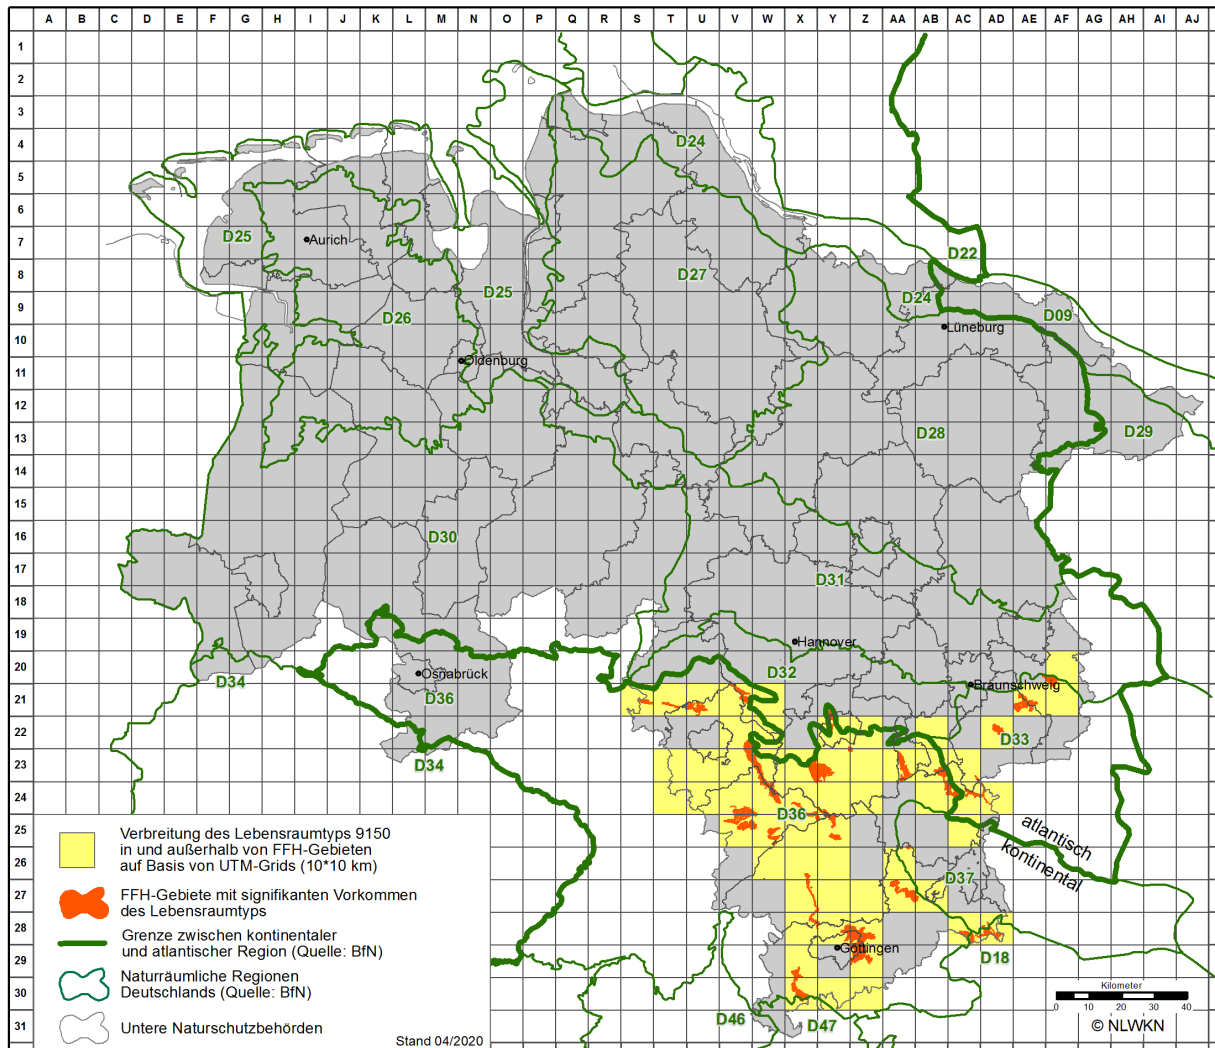 A B C D E F G H I J K L M N O P Q R S T U V W X Y Z AA AB AC AD AE AF AG AH AI AJ
1
2
3
4
D24
5
6
7
D25
Aurich
D22
8
D27
D25
D24
9
D26
D09
Lüneburg
10
Oldenburg
11
12
13
D28
D29
14
15
16
D30
17
D31
18
19
Hannover
20
Osnabrück
D32
D34
Braunschweig
21
D36
22
D33
23
D34
24
D36
25
atlantisch
kontinental
26
D37
27
28
Göttingen
29
D18
30
31
D46
D47
Verbreitung des Lebensraumtyps 9150
in und außerhalb von FFH-Gebieten
auf Basis von UTM-Grids (10*10 km)
FFH-Gebiete mit signifikanten Vorkommen
des Lebensraumtyps
Grenze zwischen kontinentaler
und atlantischer Region (Quelle: BfN)
Naturräumliche Regionen
Deutschlands (Quelle: BfN)
Untere Naturschutzbehörden
Stand 04/2020
Kilometer
0 10 20 30 40
© NLWKN